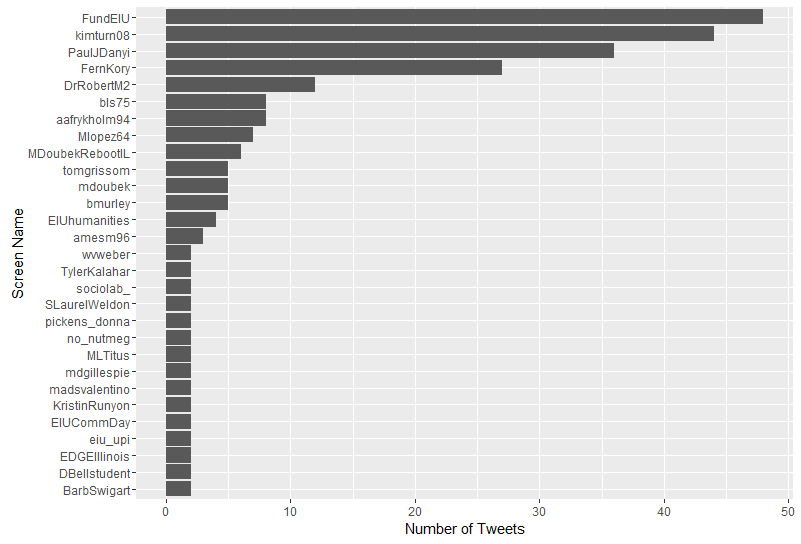 FundEIU
kimturn08
PaulJDanyi
FernKory
DrRobertM2
bls75
aafrykholm94
Mlopez64
MDoubekRebootIL
tomgrissom
mdoubek
bmurley
EIUhumanities
amesm96
wvweber
TylerKalahar
sociolab_
SLaurelWeldon
pickens_donna
no_nutmeg
MLTitus
mdgillespie
madsvalentino
KristinRunyon
EIUCommDay
eiu_upi
EDGEIllinois
DBellstudent
BarbSwigart
Screen Name
0 10 20 30 40 50
Number of Tweets